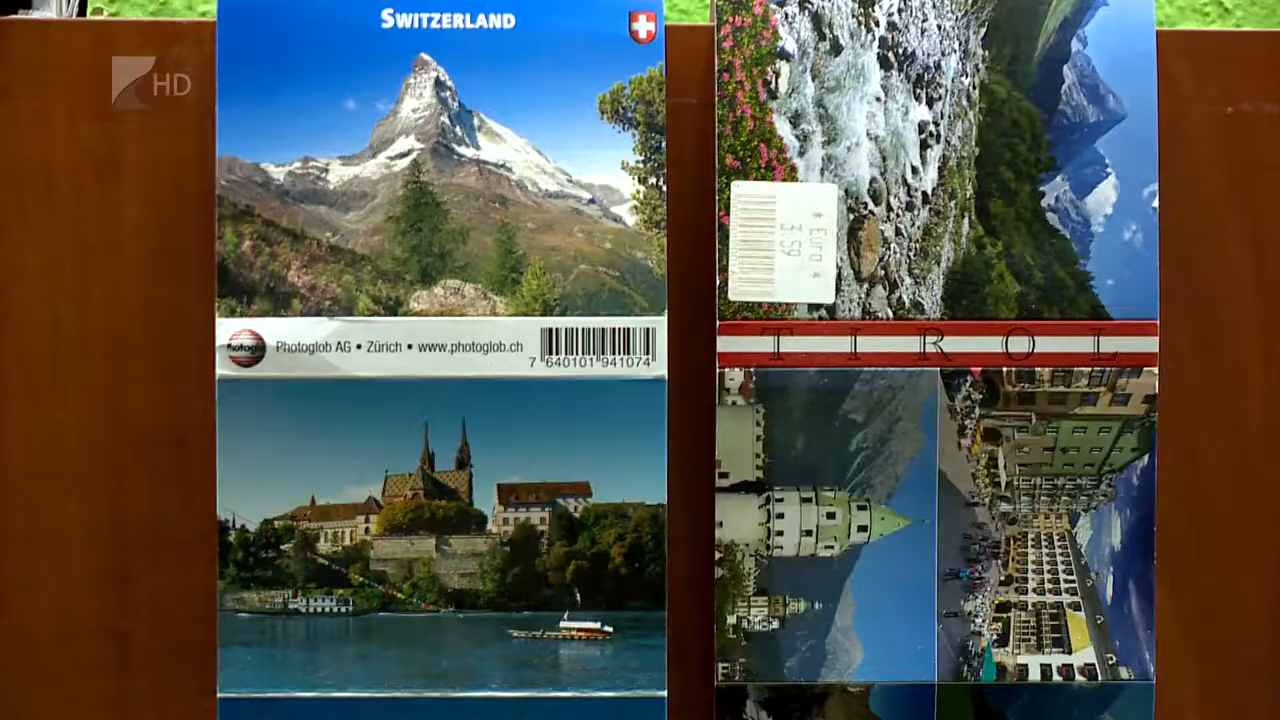 SWITZERLAND
HD
Photoglob AG • Zürich • www.photoglob.ch
7 640101 941074
* Euro *
3.59
TIROL